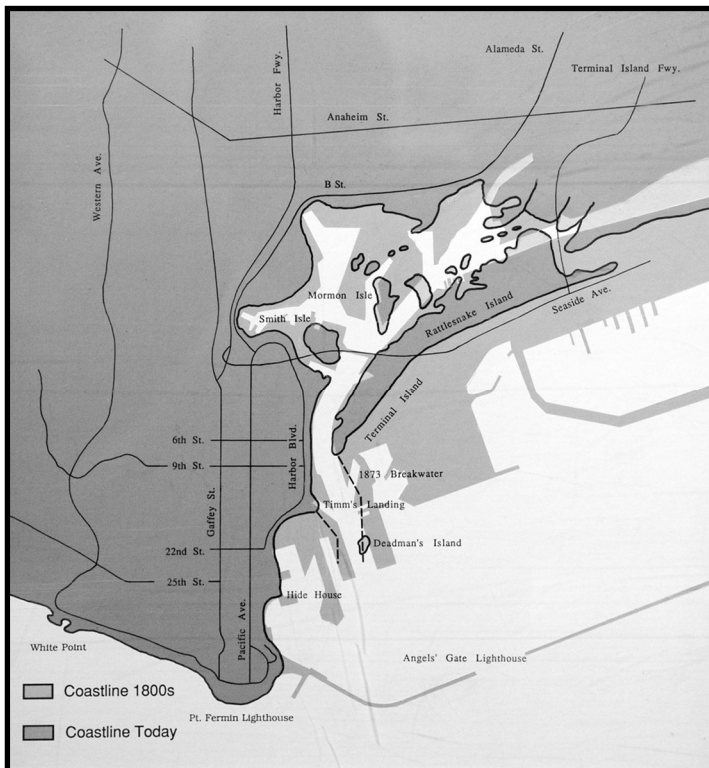 Alameda St.
Harbor Fwy.
Terminal Island Fwy.
Anaheim St.
Western Ave.
B St.
Mormon Isle
Smith Isle
Rattlesnake Island
Seaside Ave.
Terminal Island
6th St.
9th St.
Harbor Blvd.
1873 Breakwater
Gaffey St.
Timm's Landing
22nd St.
Deadman's Island
25th St.
Hide House
Pacific Ave.
White Point
Angels' Gate Lighthouse
Coastline 1800s
Pt. Fermin Lighthouse
Coastline Today